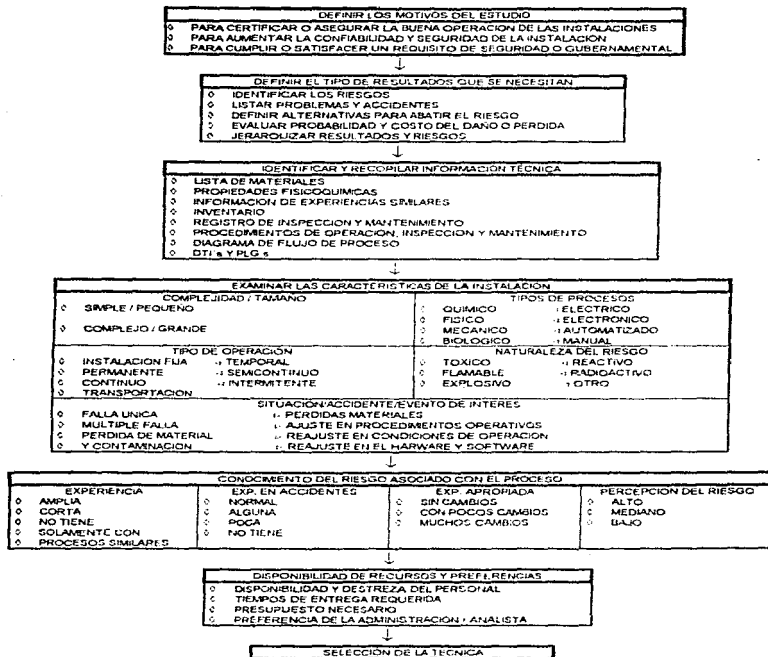 DEFINIR LOS MOTIVOS DEL ESTUDIO
◊ PARA CERTIFICAR O ASEGURAR LA BUENA OPERACION DE LAS INSTALACIONES
◊ PARA AUMENTAR LA CONFIABILIDAD Y SEGURIDAD DE LA INSTALACION
◊ PARA CUMPLIR O SATISFACER UN REQUISITO DE SEGURIDAD O GUBERNAMENTAL
↓
DEFINIR EL TIPO DE RESULTADOS QUE SE NECESITAN
◊ IDENTIFICAR LOS RIESGOS
◊ LISTAR PROBLEMAS Y ACCIDENTES
◊ DEFINIR ALTERNATIVAS PARA ABATIR EL RIESGO
◊ EVALUAR PROBABILIDAD Y COSTO DEL DAÑO O PERDIDA
◊ JERARQUIZAR RESULTADOS Y RIESGOS
↓
IDENTIFICAR Y RECOPILAR INFORMACION TÉCNICA
◊ LISTA DE MATERIALES
◊ PROPIEDADES FISICOQUIMICAS
◊ INFORMACION DE EXPERIENCIAS SIMILARES
◊ INVENTARIO
◊ REGISTRO DE INSPECCION Y MANTENIMIENTO
◊ PROCEDIMIENTOS DE OPERACION, INSPECCION Y MANTENIMIENTO
◊ DIAGRAMA DE FLUJO DE PROCESO
◊ DTI's Y PLG's
↓
EXAMINAR LAS CARACTERISTICAS DE LA INSTALACION
COMPLEJIDAD / TAMAÑO
◊ SIMPLE / PEQUEÑO
◊ COMPLEJO / GRANDE
TIPOS DE PROCESOS
◊ QUIMICO ELECTRICO
◊ FISICO ELECTRONICO
◊ MECANICO AUTOMATIZADO
◊ BIOLOGICO MANUAL
TIPO DE OPERACIÓN
◊ INSTALACION FIJA TEMPORAL
◊ PERMANENTE SEMICONTINUO
◊ CONTINUO INTERMITENTE
◊ TRANSPORTACION
NATURALEZA DEL RIESGO
◊ TOXICO REACTIVO
◊ FLAMABLE RADIOACTIVO
◊ EXPLOSIVO OTRO
SITUACIÓN/ACCIDENTE/EVENTO DE INTERES
◊ FALLA UNICA PERDIDAS MATERIALES
◊ MULTIPLE FALLA AJUSTE EN PROCEDIMIENTOS OPERATIVOS
◊ PERDIDA DE MATERIAL REAJUSTE EN CONDICIONES DE OPERACION
◊ Y CONTAMINACION REAJUSTE EN EL HARWARE Y SOFTWARE
↓
CONOCIMIENTO DEL RIESGO ASOCIADO CON EL PROCESO
EXPERIENCIA
◊ AMPLIA
◊ CORTA
◊ NO TIENE
◊ SOLAMENTE CON
◊ PROCESOS SIMILARES
EXP. EN ACCIDENTES
◊ NORMAL
◊ ALGUNA
◊ POCA
◊ NO TIENE
EXP. APROPIADA
◊ SIN CAMBIOS
◊ CON POCOS CAMBIOS
◊ MUCHOS CAMBIOS
PERCEPCION DEL RIESGO
◊ ALTO
◊ MEDIANO
◊ BAJO
↓
DISPONIBILIDAD DE RECURSOS Y PREFERENCIAS
◊ DISPONIBILIDAD Y DESTREZA DEL PERSONAL
◊ TIEMPOS DE ENTREGA REQUERIDA
◊ PRESUPUESTO NECESARIO
◊ PREFERENCIA DE LA ADMINISTRACION / ANALISTA
↓
SELECCIÓN DE LA TECNICA